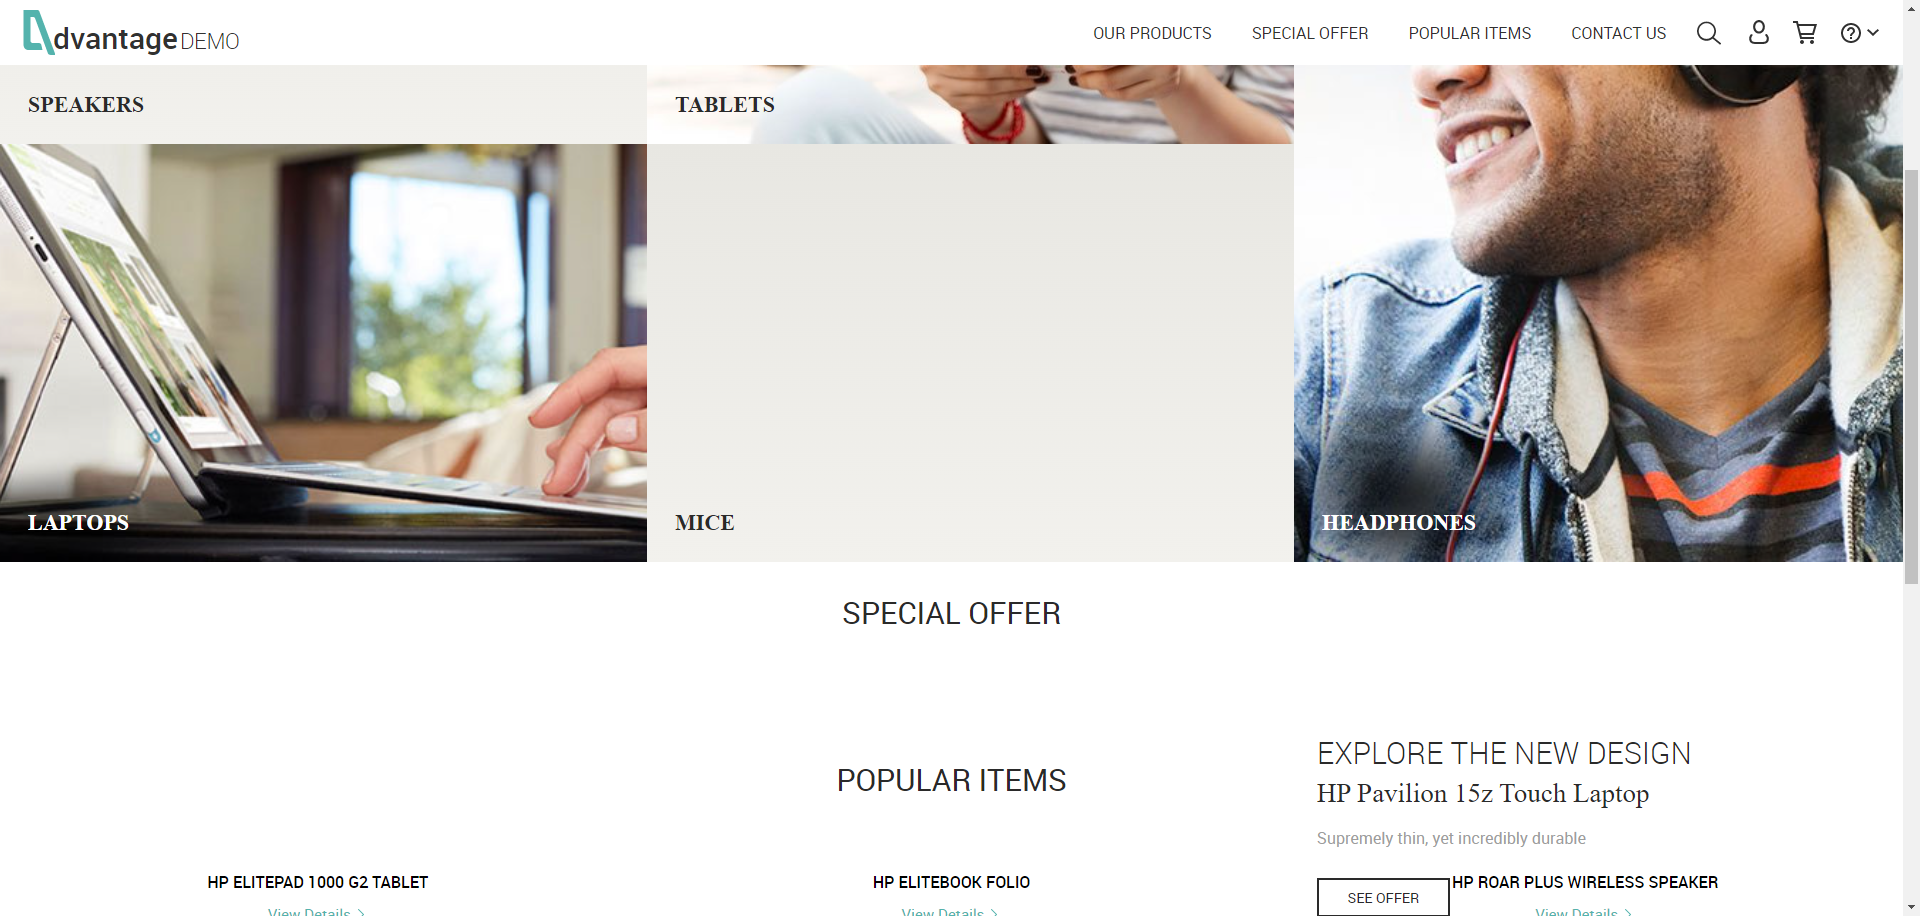 dvantage DEMO
OUR PRODUCTS
SPECIAL OFFER
POPULAR ITEMS
CONTACT US
SPEAKERS
TABLETS
LAPTOPS
MICE
HEADPHONES
SPECIAL OFFER
EXPLORE THE NEW DESIGN
HP Pavilion 15z Touch Laptop
Supremely thin, yet incredibly durable
SEE OFFER
POPULAR ITEMS
HP ELITEPAD 1000 G2 TABLET
View Details
HP ELITEBOOK FOLIO
View Details
HP ROAR PLUS WIRELESS SPEAKER
View Details